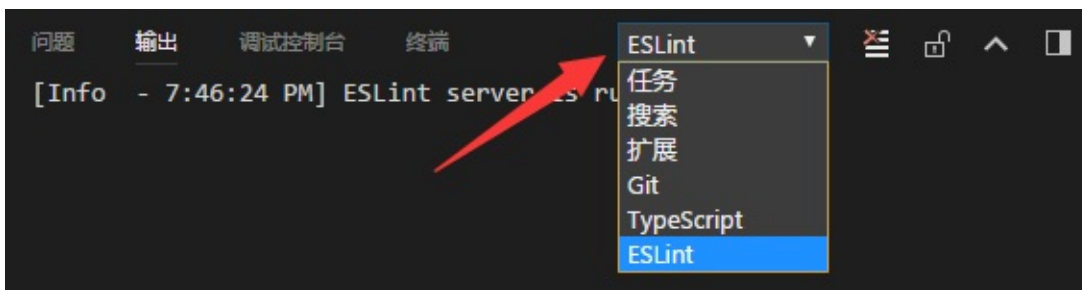 问题 输出 调试控制台 终端 ESLint
[Info - 7:46:24 PM] ESLint server is
任务
搜索
扩展
Git
TypeScript
ESLint